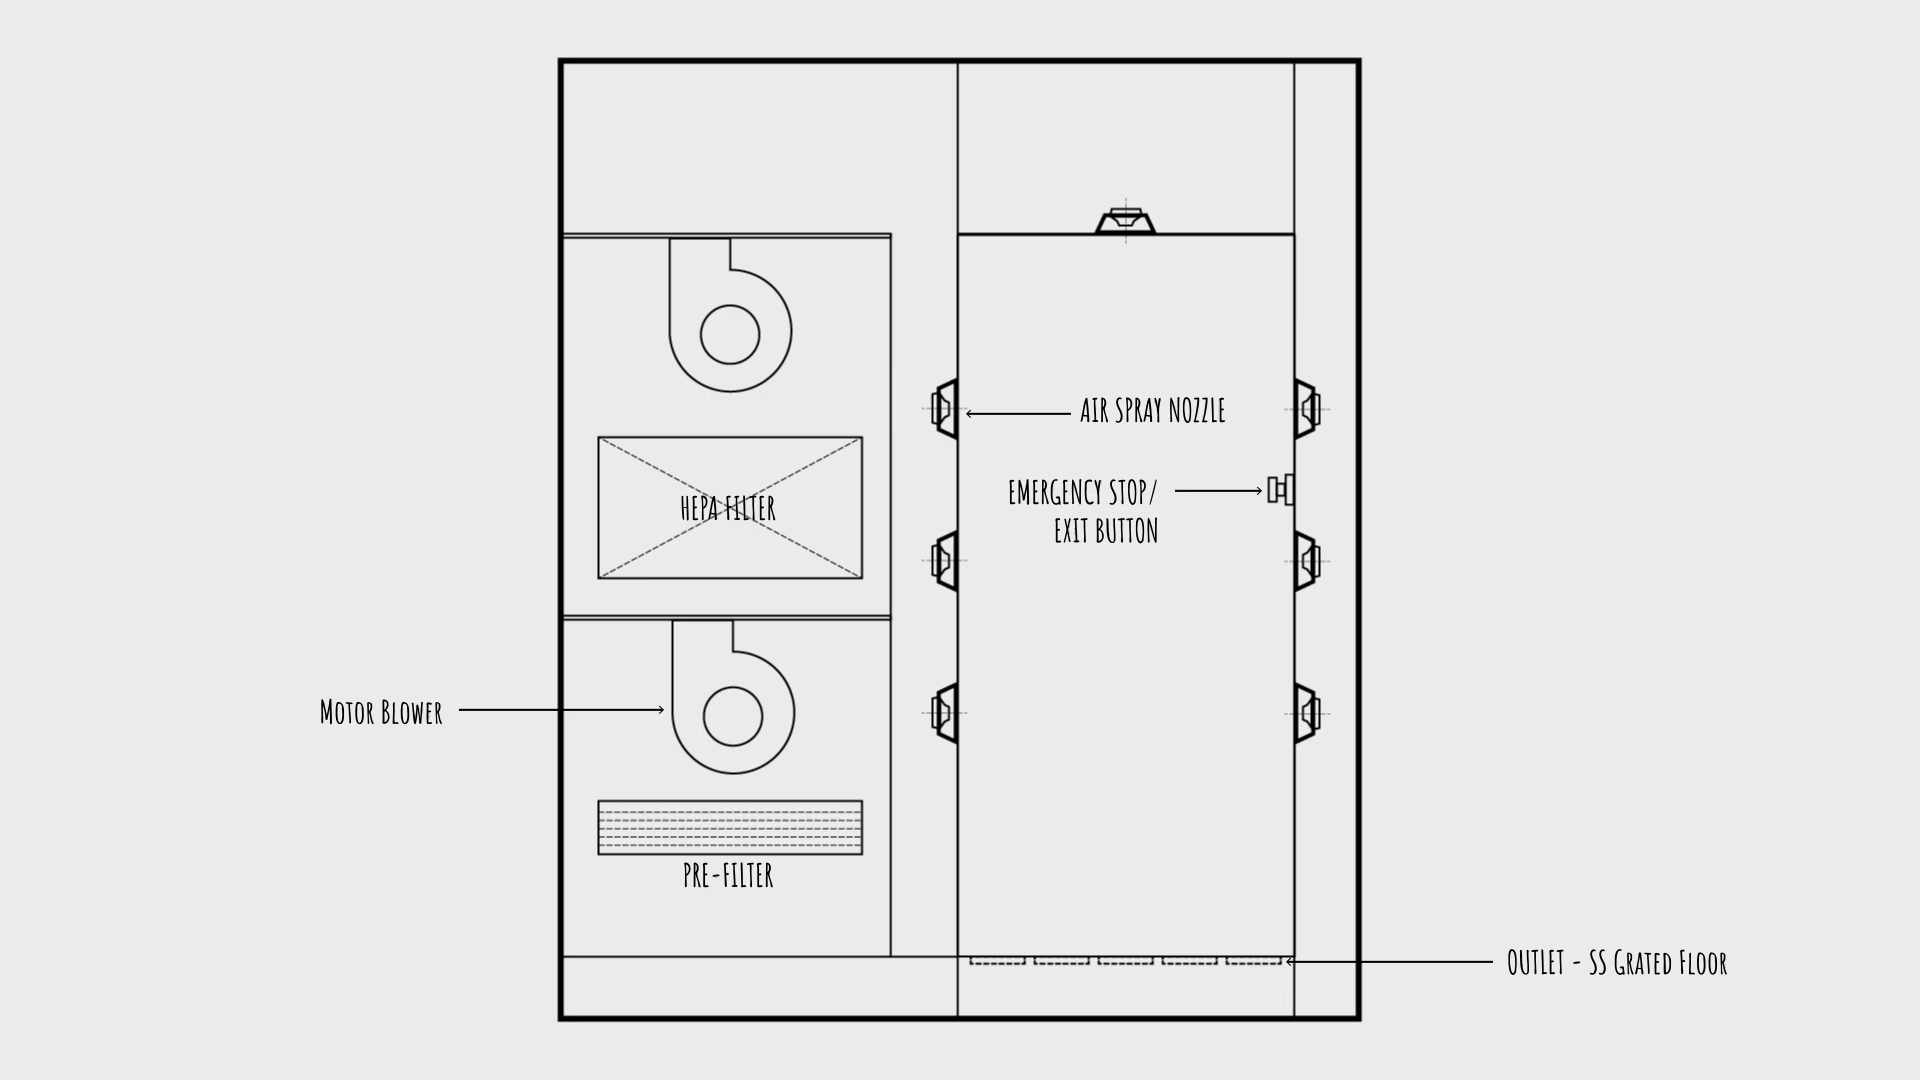 AIR SPRAY NOZZLE
EMERGENCY STOP/
EXIT BUTTON
HEPA FILTER
Motor Blower
PRE-FILTER
OUTLET - SS Grated Floor